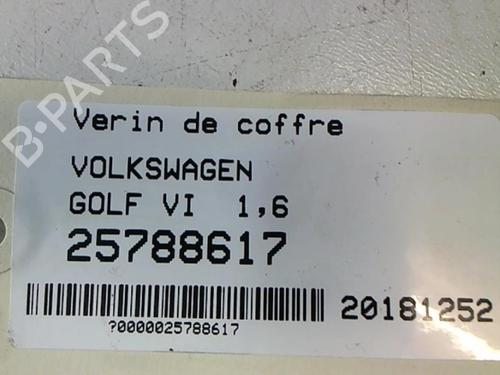 B-PARTS
Verin de coffre
VOLKSWAGEN
GOLF VI 1,6
25788617
20181252
?0000025788617